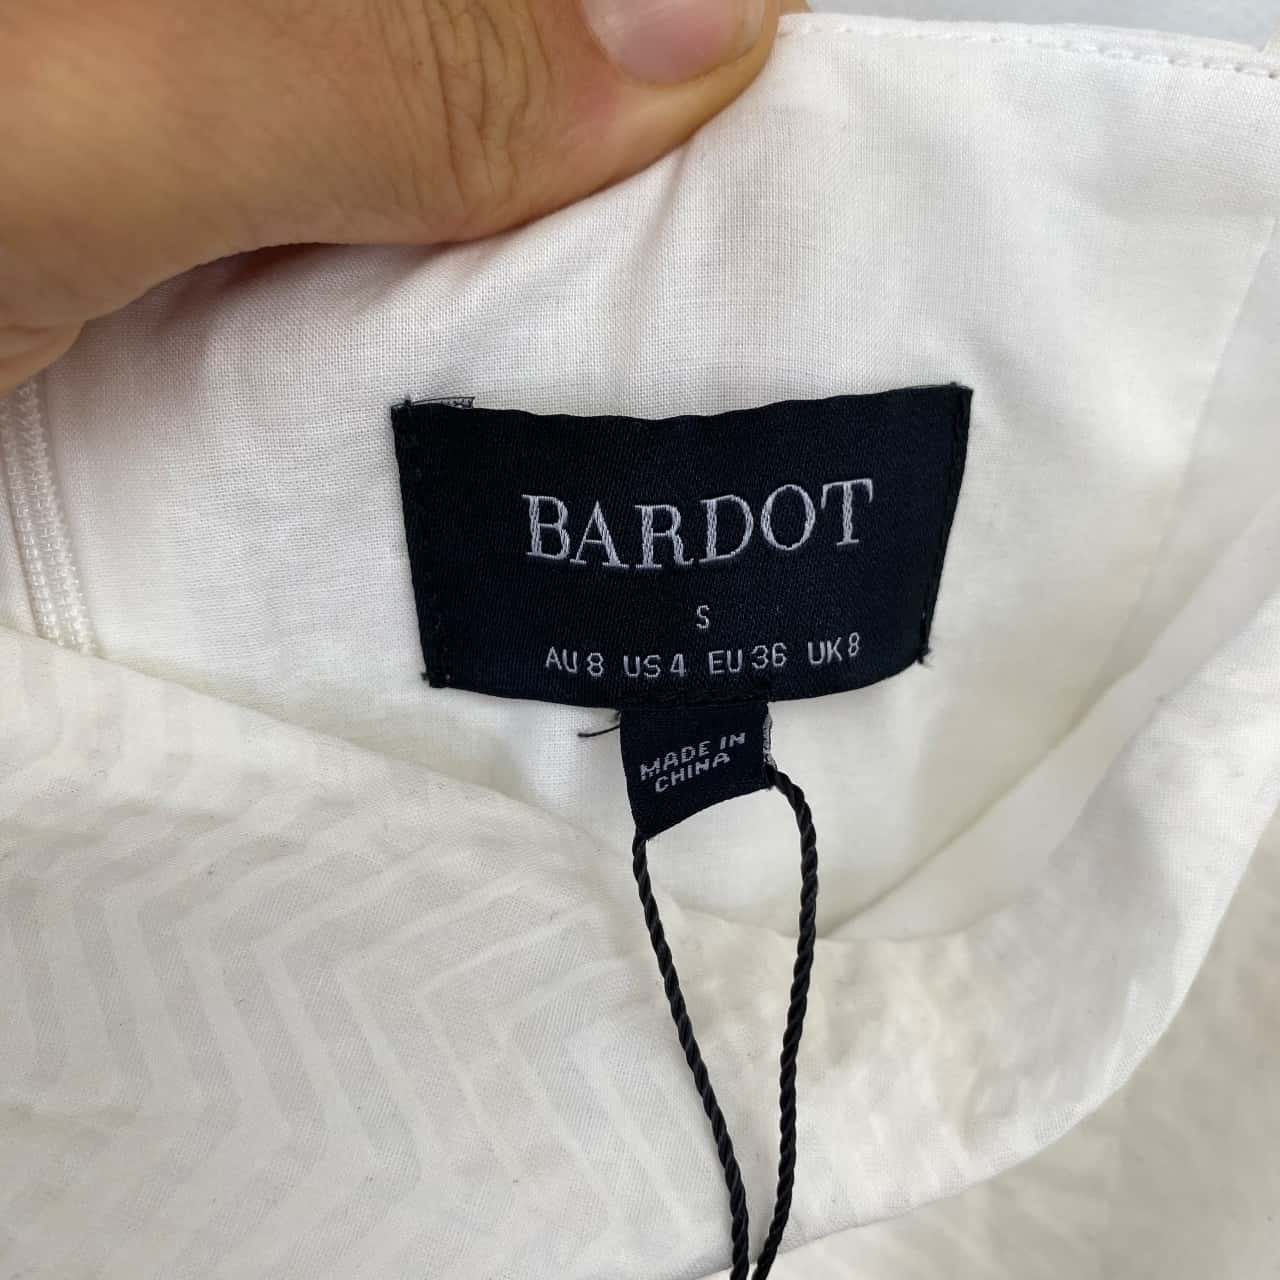 BARDOT
S
AU 8 US 4 EU 36 UK 8
MADE IN
CHINA